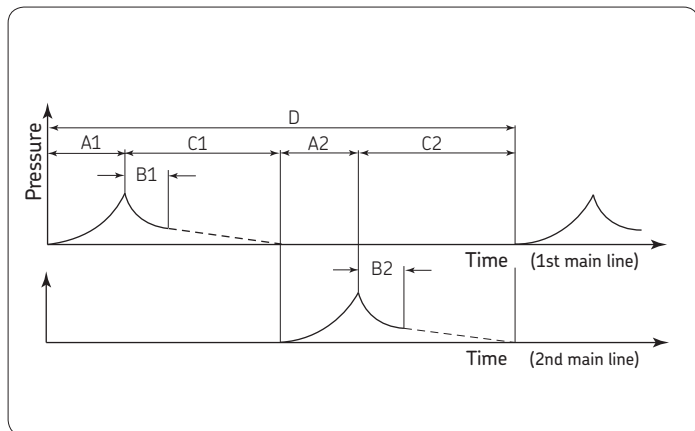 D
A1 C1 A2 C2
B1
Pressure
Time (1st main line)
B2
Time (2nd main line)